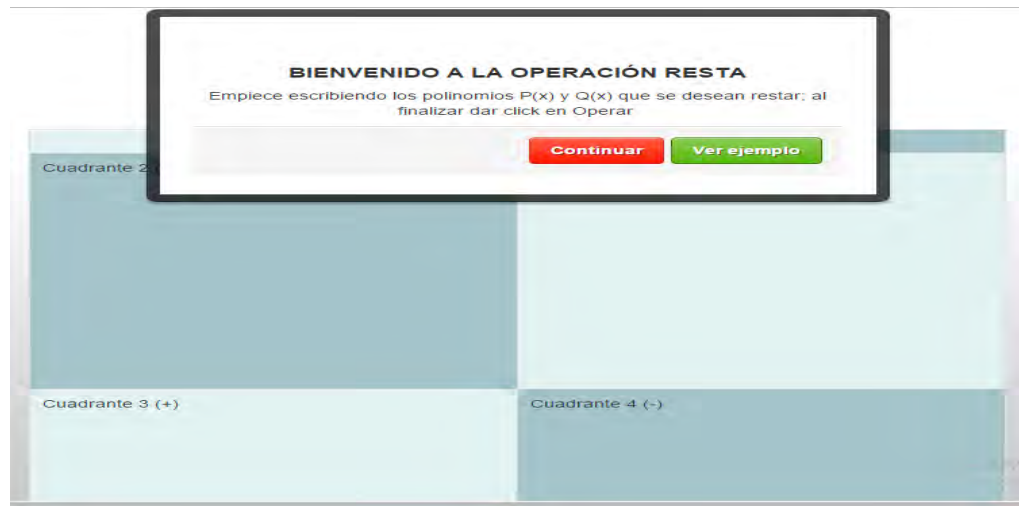 BIENVENIDO A LA OPERACIÓN RESTA
Empiece escribiendo los polinomios P(x) y Q(x) que se desean restar; al
finalizar dar click en Operar
Continuar
Ver ejemplo
Cuadrante 2
Cuadrante 3 (+)
Cuadrante 4 (-)